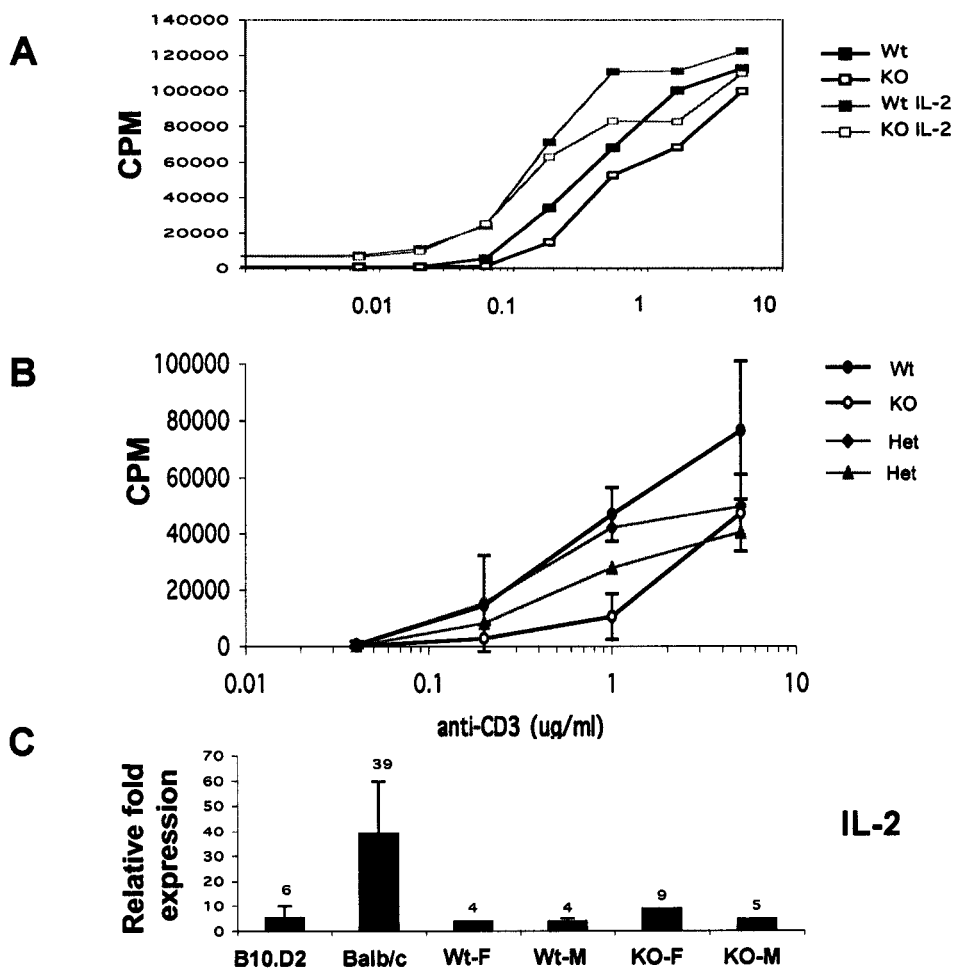 A
CPM
140000
120000
100000
80000
60000
40000
20000
0
0.01
0.1
1
10
Wt
KO
Wt IL-2
KO IL-2
B
CPM
100000
80000
60000
40000
20000
0
0.01
0.1
1
10
anti-CD3 (ug/ml)
Wt
KO
Het
Het
C
Relative fold
expression
70
60
50
40
30
20
10
0
6
39
4
4
9
5
B10.D2
Balb/c
Wt-F
Wt-M
KO-F
KO-M
IL-2